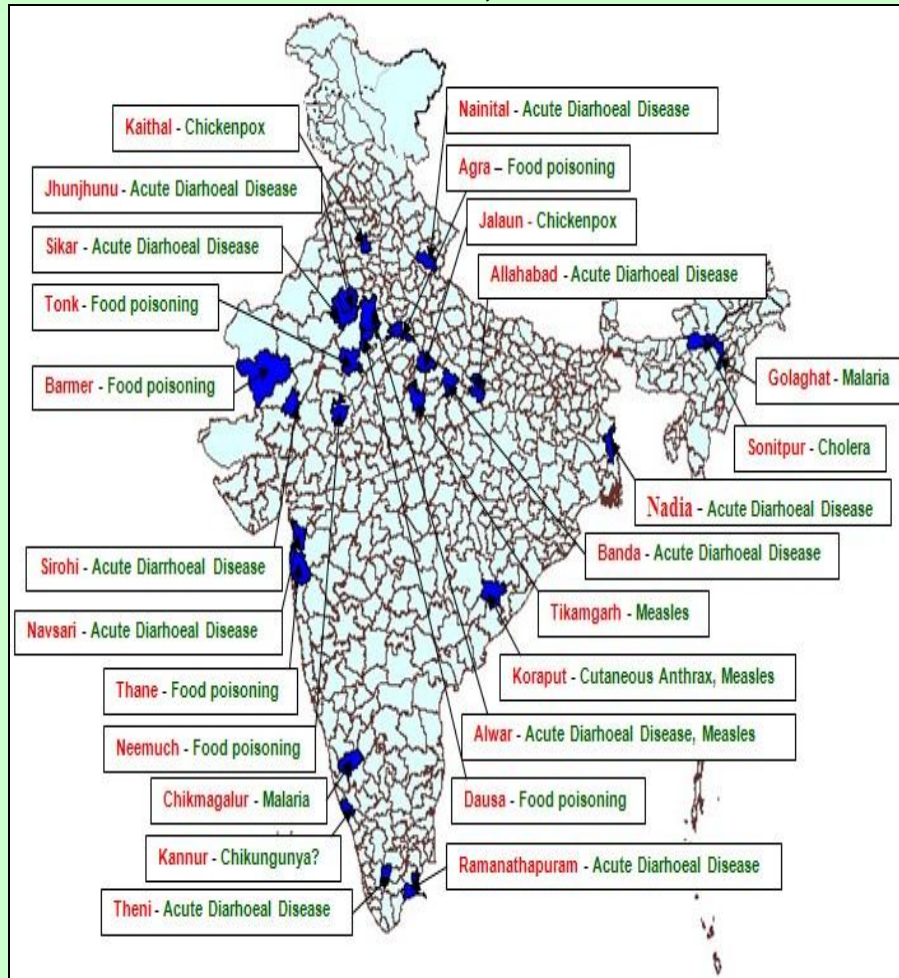 Kaithal - Chickenpox
Nainital - Acute Diarhoeal Disease
Agra – Food poisoning
Jhunjhunu - Acute Diarhoeal Disease
Jalaun - Chickenpox
Sikar - Acute Diarhoeal Disease
Allahabad - Acute Diarhoeal Disease
Tonk - Food poisoning
Barmer - Food poisoning
Golaghat - Malaria
Sonitpur - Cholera
Nadia - Acute Diarhoeal Disease
Banda - Acute Diarhoeal Disease
Sirohi - Acute Diarrhoeal Disease
Tikamgarh - Measles
Navsari - Acute Diarhoeal Disease
Koraput - Cutaneous Anthrax, Measles
Thane - Food poisoning
Alwar - Acute Diarhoeal Disease, Measles
Neemuch - Food poisoning
Chikmagalur - Malaria
Dausa - Food poisoning
Kannur - Chikungunya?
Ramanathapuram - Acute Diarhoeal Disease
Theni - Acute Diarhoeal Disease